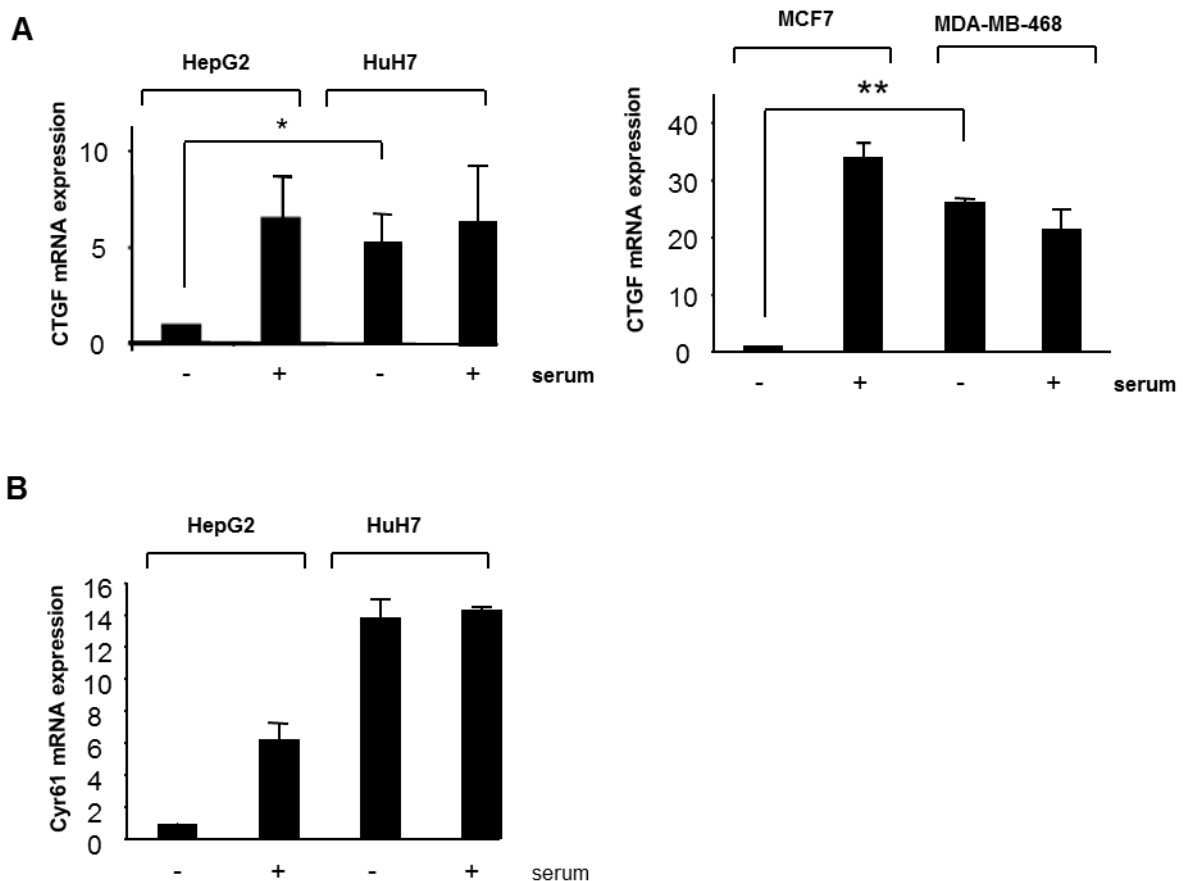 A
HepG2 HuH7
CTGF mRNA expression
*
10
5
0
- + - + serum
MCF7 MDA-MB-468
CTGF mRNA expression
**
40
30
20
10
0
- + - + serum
B
HepG2 HuH7
Cyr61 mRNA expression
16
14
12
10
8
6
4
2
0
- + - + serum